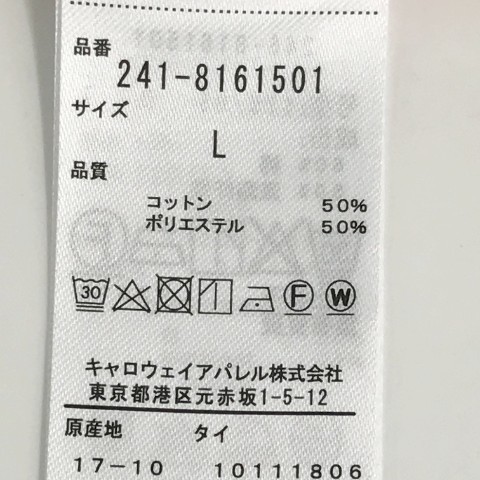 品番
241-8161501
サイズ
L
品質
コットン 50%
ポリエステル 50%
30 F W
キャロウェイアパレル株式会社
東京都港区元赤坂1-5-12
原産地 タイ
17-10 10111806